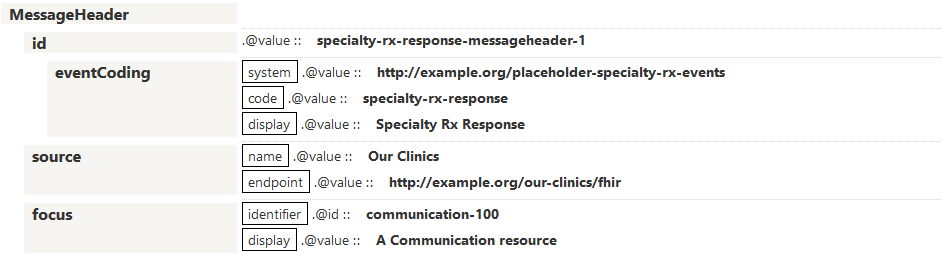 MessageHeader
id .@value :: specialty-rx-response-messageheader-1
eventCoding system .@value :: http://example.org/placeholder-specialty-rx-events
code .@value :: specialty-rx-response
display .@value :: Specialty Rx Response
source name .@value :: Our Clinics
endpoint .@value :: http://example.org/our-clinics/fhir
focus identifier .@id :: communication-100
display .@value :: A Communication resource